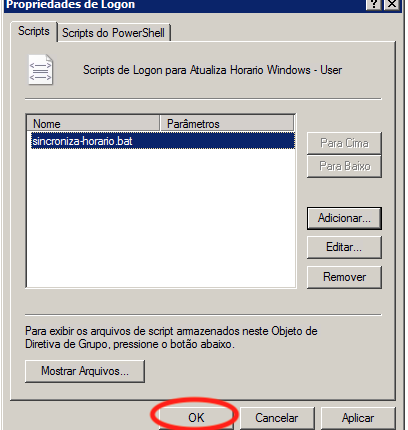 Propriedades de Logon
Scripts Scripts do PowerShell
Scripts de Logon para Atualiza Horario Windows - User
Nome Parâmetros
sincroniza-horario.bat
Para Cima
Para Baixo
Adicionar...
Editar...
Remover
Para exibir os arquivos de script armazenados neste Objeto de
Diretiva de Grupo, pressione o botão abaixo.
Mostrar Arquivos...
OK Cancelar Aplicar